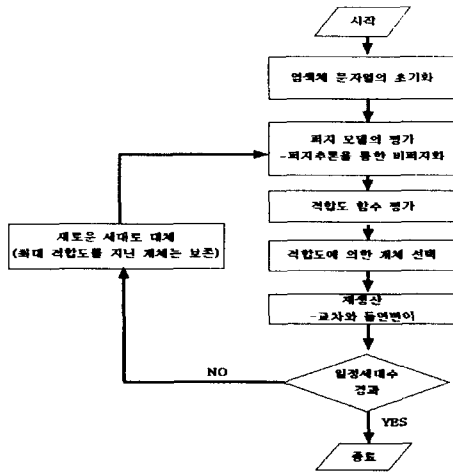 시작
염색체 문자열의 초기화
퍼지 모델의 평가
-퍼지추론을 통한 비퍼지화
적합도 함수 평가
새로운 세대로 대체
(최대 적합도를 지닌 개체는 보존)
적합도에 의한 개체 선택
재생산
-교차와 돌연변이
NO
일정세대수
경과
YES
종료